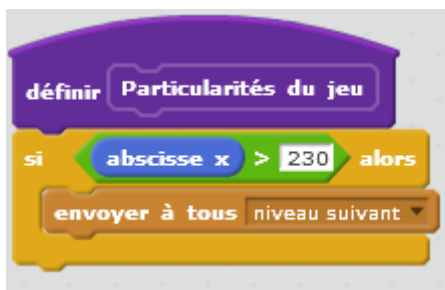 définir Particularités du jeu
si abscisse x > 230 alors
envoyer à tous niveau suivant